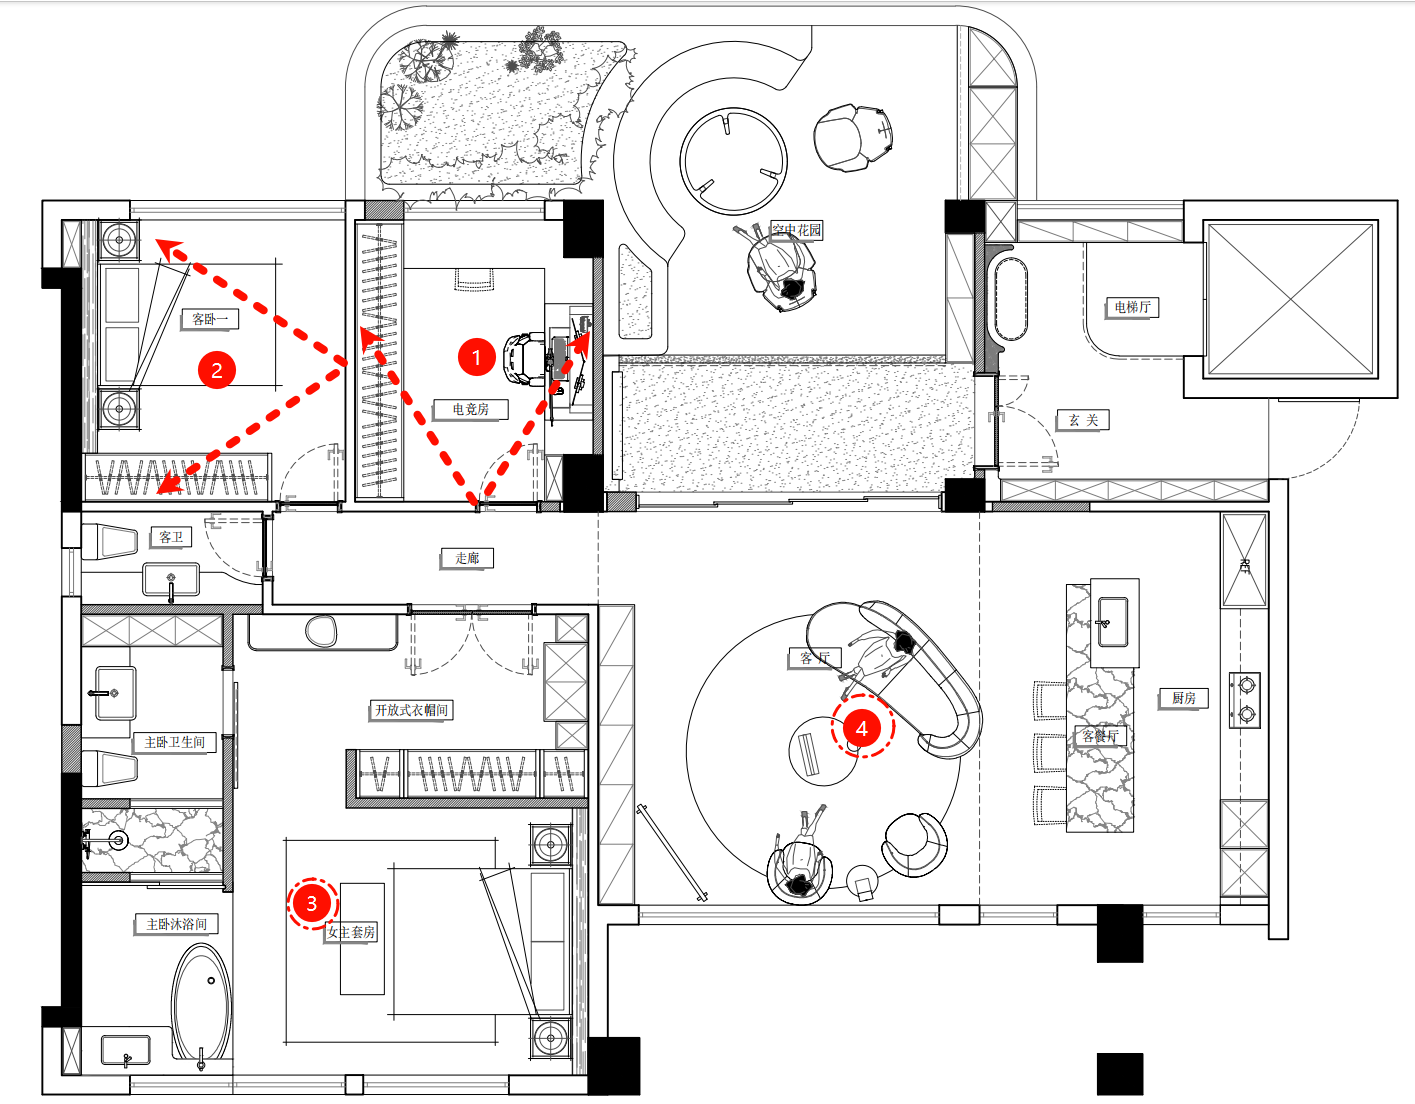 空中花园
电梯厅
客卧一
2
1
电竞房
玄 关
客卫
走廊
REF
客 厅
厨房
开放式衣帽间
4
客餐厅
主卧卫生间
3
主卧沐浴间
女主套房